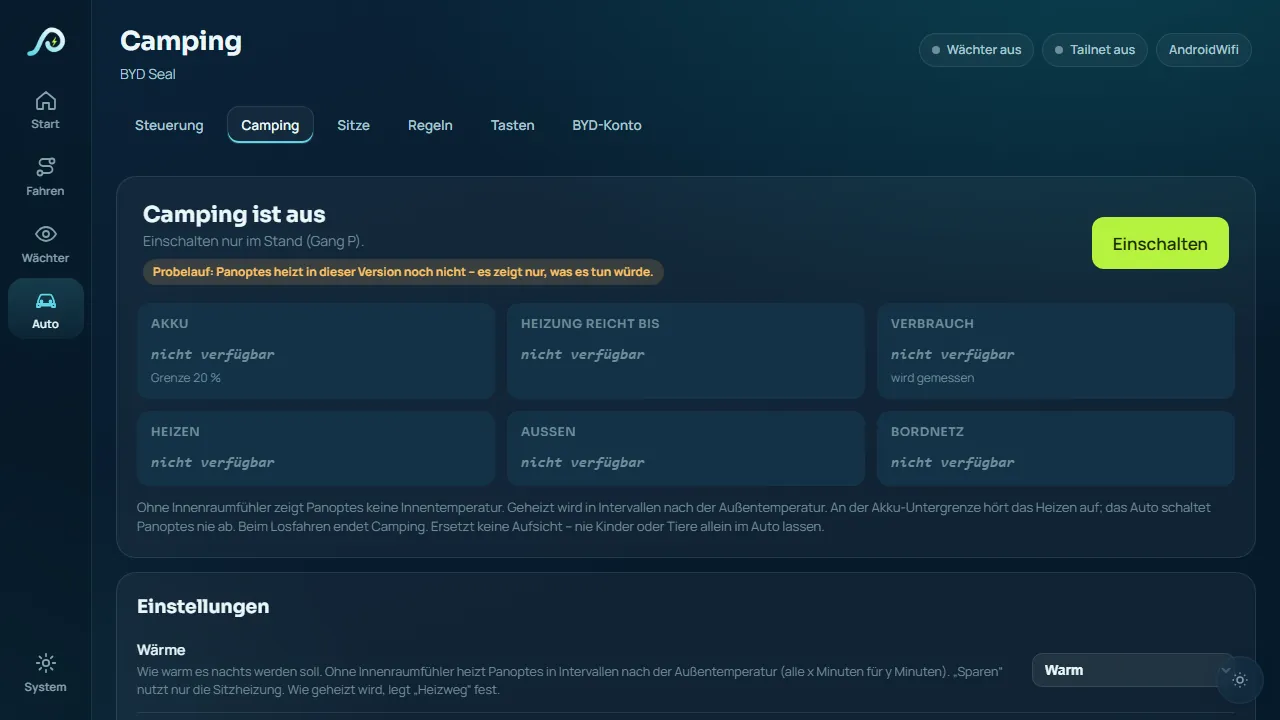 Camping
BYD Seal
Wächter aus
Tailnet aus
AndroidWifi
Start
Fahren
Wächter
Auto
System
Steuerung
Camping
Sitze
Regeln
Tasten
BYD-Konto
Camping ist aus
Einschalten nur im Stand (Gang P).
Probelauf: Panoptes heizt in dieser Version noch nicht – es zeigt nur, was es tun würde.
Einschalten
AKKU
nicht verfügbar
Grenze 20 %
HEIZUNG REICHT BIS
nicht verfügbar
VERBRAUCH
nicht verfügbar
wird gemessen
HEIZEN
nicht verfügbar
AUSSEN
nicht verfügbar
BORDNETZ
nicht verfügbar
Ohne Innenraumfühler zeigt Panoptes keine Innentemperatur. Geheizt wird in Intervallen nach der Außentemperatur. An der Akku-Untergrenze hört das Heizen auf; das Auto schaltet
Panoptes nie ab. Beim Losfahren endet Camping. Ersetzt keine Aufsicht – nie Kinder oder Tiere allein im Auto lassen.
Einstellungen
Wärme
Wie warm es nachts werden soll. Ohne Innenraumfühler heizt Panoptes in Intervallen nach der Außentemperatur (alle x Minuten für y Minuten). „Sparen“
nutzt nur die Sitzheizung. Wie geheizt wird, legt „Heizweg“ fest.
Warm